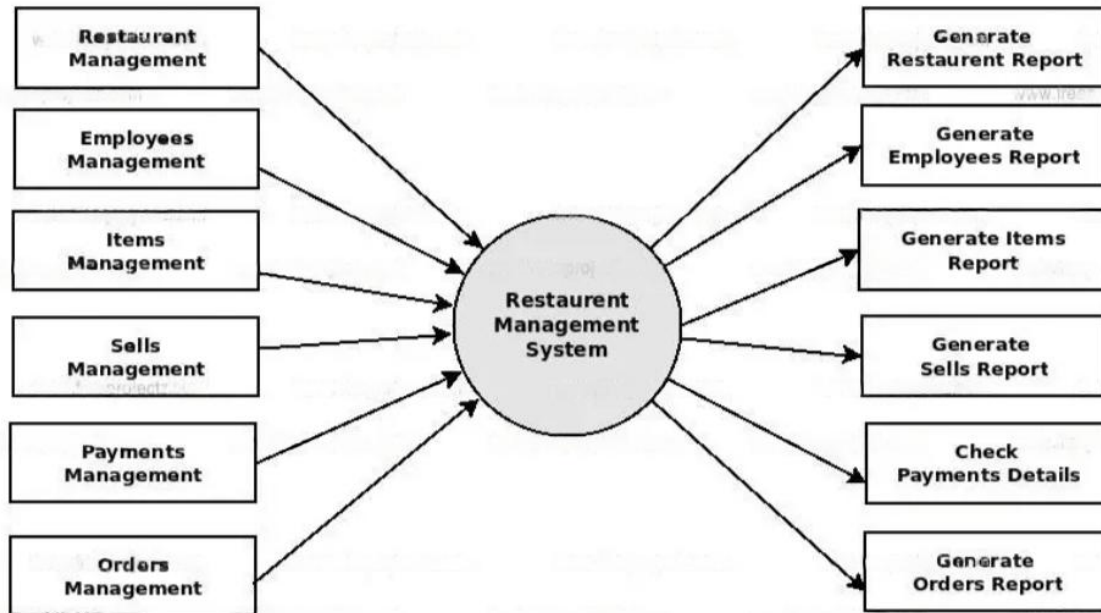 Restaurent
Management
Employees
Management
Items
Management
Sells
Management
Payments
Management
Orders
Management
Restaurent
Management
System
Generate
Restaurent Report
Generate
Employees Report
Generate Items
Report
Generate
Sells Report
Check
Payments Details
Generate
Orders Report